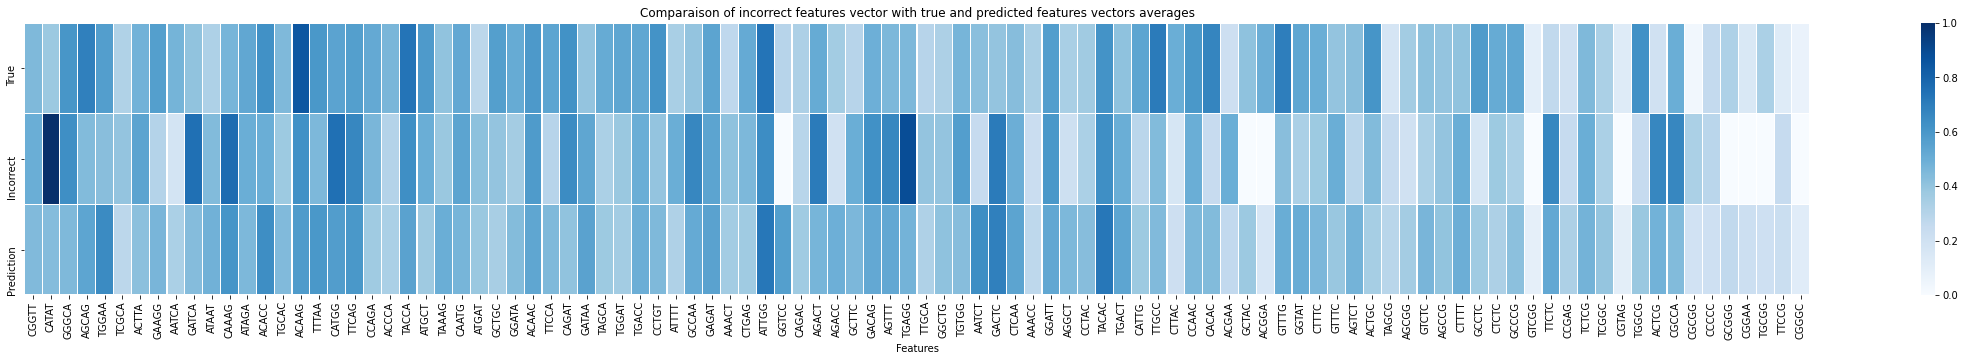 Comparaison of incorrect features vector with true and predicted features vectors averages
True
Incorrect
Prediction
CGGTT CATAT GGGCA AGCAG TGGAA TCGCA ACTTA GAAGG AATCA GATCA ATAAT CAAAG ATAGA ACACC TGCAC ACAAG TTTAA CATGG TTCAG CCAGA ACCCA TACCA ATGCT TAAAG CAATG ATGAT GCTGC GGATA ACAAC TTCCA CAGAT GATAA TAGCA TGGAT TGACC CCTGT ATTTT GCCAA GAGAT AAACT CTGAG ATTGG GGTCC CAGAC AGACT AGACC GCTTC GACAG AGTTT TGAGG TTGCA GGCTG TGTGG AATCT GACTC CTCAA AAACC GGATT AGGCT CCTAC TACAC TGACT CATTG TTGCC CTTAC CCAAC CACAC ACGAA GCTAC ACGGA GTTTG GGTAT CTTTC GTTTC AGTCT ACTGC TAGCG AGCGG GTCTC AGCCG CTTTT GCCTC CTCTC GCCCG GTCGG TTCTC CCGAG TCTCG TCGGC CGTAG TGGCG ACTCG CGCCA CGCGG CCCCC GCGGG CGGAA TGCGG TTCCG CGGGC
Features
1.0
0.8
0.6
0.4
0.2
0.0